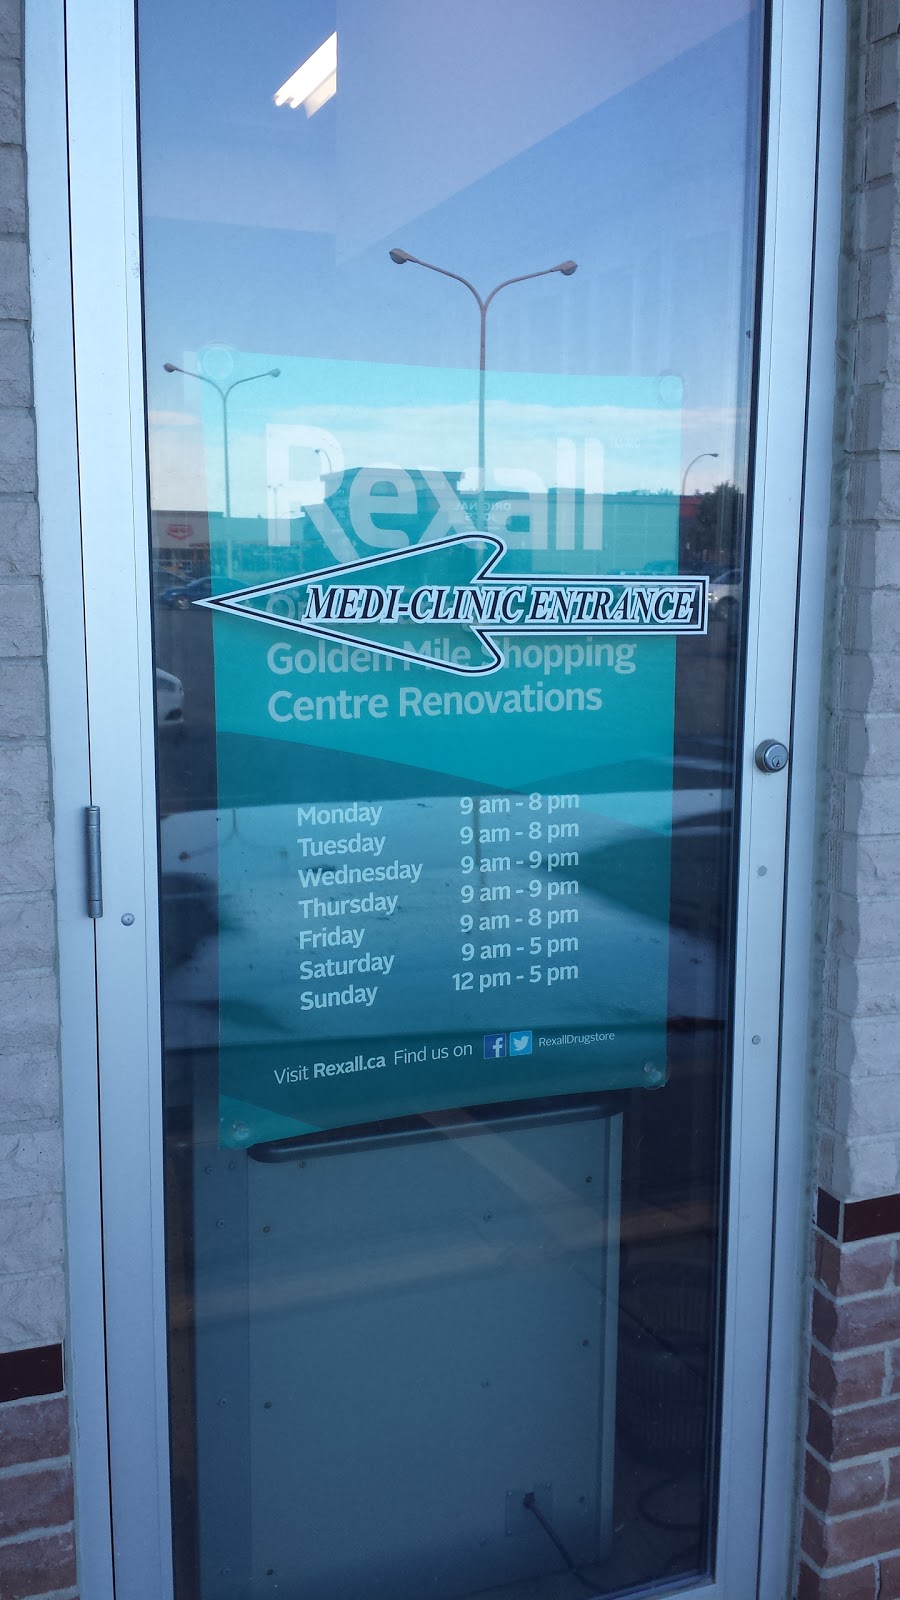 Rexall
MEDI-CLINIC ENTRANCE
Golden Mile Shopping
Centre Renovations
Monday 9 am - 8 pm
Tuesday 9 am - 8 pm
Wednesday 9 am - 9 pm
Thursday 9 am - 9 pm
Friday 9 am - 8 pm
Saturday 9 am - 5 pm
Sunday 12 pm - 5 pm
Visit Rexall.ca Find us on RexallDrugstore